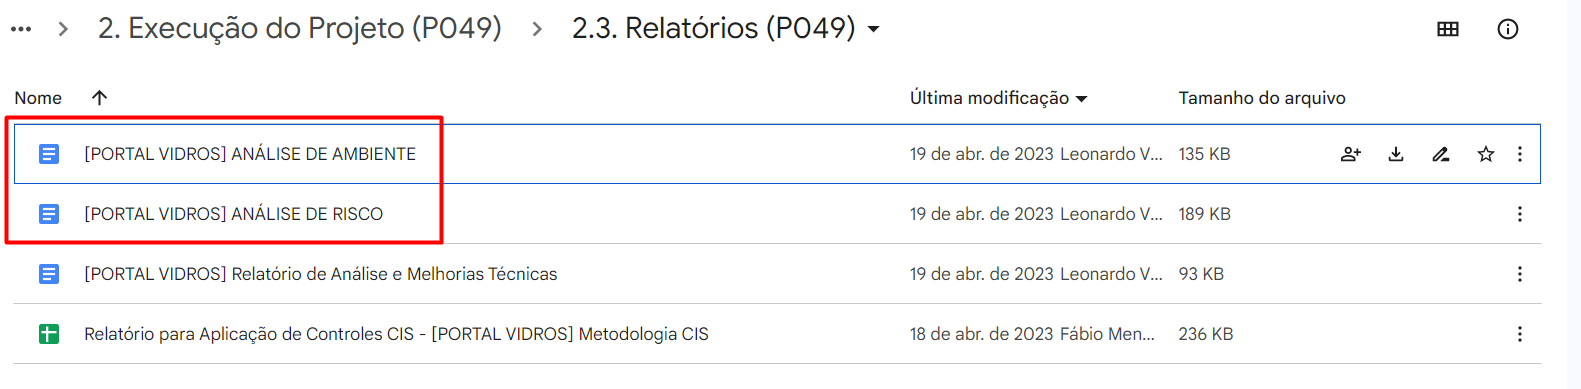 2. Execução do Projeto (P049) 2.3. Relatórios (P049)
Nome Última modificação Tamanho do arquivo
[PORTAL VIDROS] ANÁLISE DE AMBIENTE 19 de abr. de 2023 Leonardo V... 135 KB
[PORTAL VIDROS] ANÁLISE DE RISCO 19 de abr. de 2023 Leonardo V... 189 KB
[PORTAL VIDROS] Relatório de Análise e Melhorias Técnicas 19 de abr. de 2023 Leonardo V... 93 KB
Relatório para Aplicação de Controles CIS - [PORTAL VIDROS] Metodologia CIS 18 de abr. de 2023 Fábio Men... 236 KB